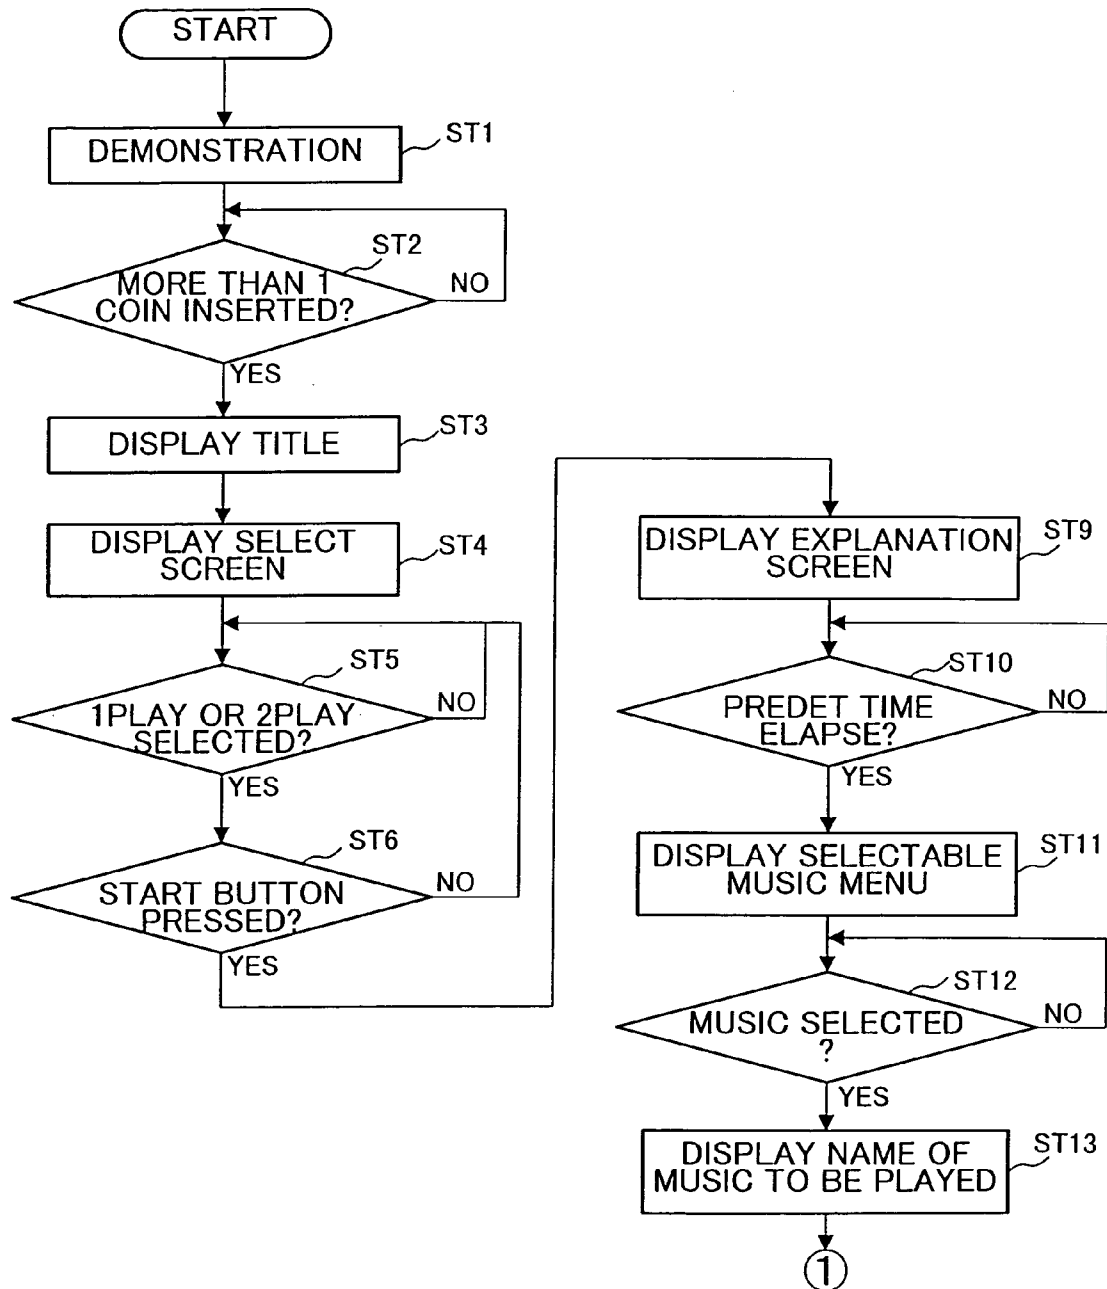 START
DEMONSTRATION
ST1
ST2
MORE THAN 1
COIN INSERTED?
NO
YES
DISPLAY TITLE
ST3
DISPLAY SELECT
SCREEN
ST4
ST5
1PLAY OR 2PLAY
SELECTED?
NO
YES
ST6
START BUTTON
PRESSED?
NO
YES
DISPLAY EXPLANATION
SCREEN
ST9
ST10
PREDET TIME
ELAPSE?
NO
YES
DISPLAY SELECTABLE
MUSIC MENU
ST11
ST12
MUSIC SELECTED
?
NO
YES
DISPLAY NAME OF
MUSIC TO BE PLAYED
ST13
1